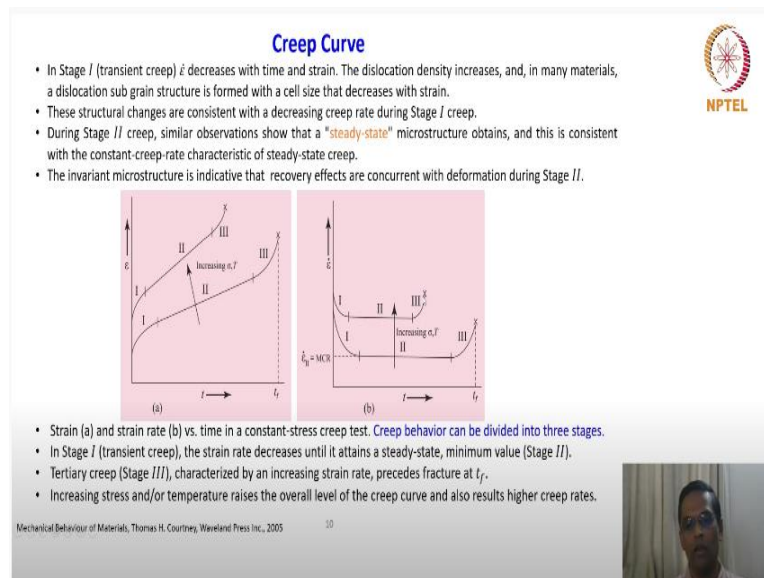 Creep Curve
NPTEL
• In Stage I (transient creep) ε̇ decreases with time and strain. The dislocation density increases, and, in many materials,
a dislocation sub grain structure is formed with a cell size that decreases with strain.
• These structural changes are consistent with a decreasing creep rate during Stage I creep.
• During Stage II creep, similar observations show that a "steady-state" microstructure obtains, and this is consistent
with the constant-creep-rate characteristic of steady-state creep.
• The invariant microstructure is indicative that recovery effects are concurrent with deformation during Stage II.
x
III
II
I
Increasing σ,T
II
I
III
x
ε
t
t_f
(a)
ε̇
I
II
III
x
Increasing σ,T
I
II
III
x
ε̇_II = MCR
t
t_f
(b)
• Strain (a) and strain rate (b) vs. time in a constant-stress creep test. Creep behavior can be divided into three stages.
• In Stage I (transient creep), the strain rate decreases until it attains a steady-state, minimum value (Stage II).
• Tertiary creep (Stage III), characterized by an increasing strain rate, precedes fracture at t_f.
• Increasing stress and/or temperature raises the overall level of the creep curve and also results higher creep rates.
Mechanical Behaviour of Materials, Thomas H. Courtney, Waveland Press Inc., 2005
10